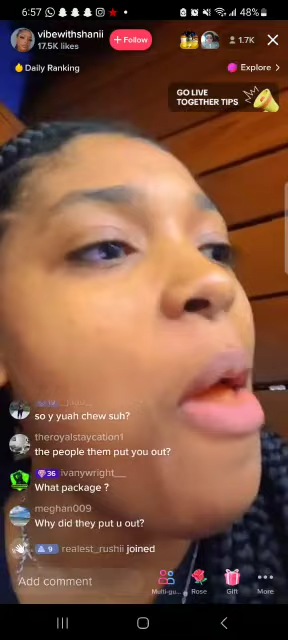 6:57
48%
vibewithshanii
17.5K likes
+ Follow
1.7K
Daily Ranking
Explore >
GO LIVE
TOGETHER TIPS
so y yuah chew suh?
theroyalstaycation1
the people them put you out?
36 ivanywright__
What package ?
meghan009
Why did they put u out?
9 realest_rushii joined
Add comment
Multi-gu...
Rose
Gift
More